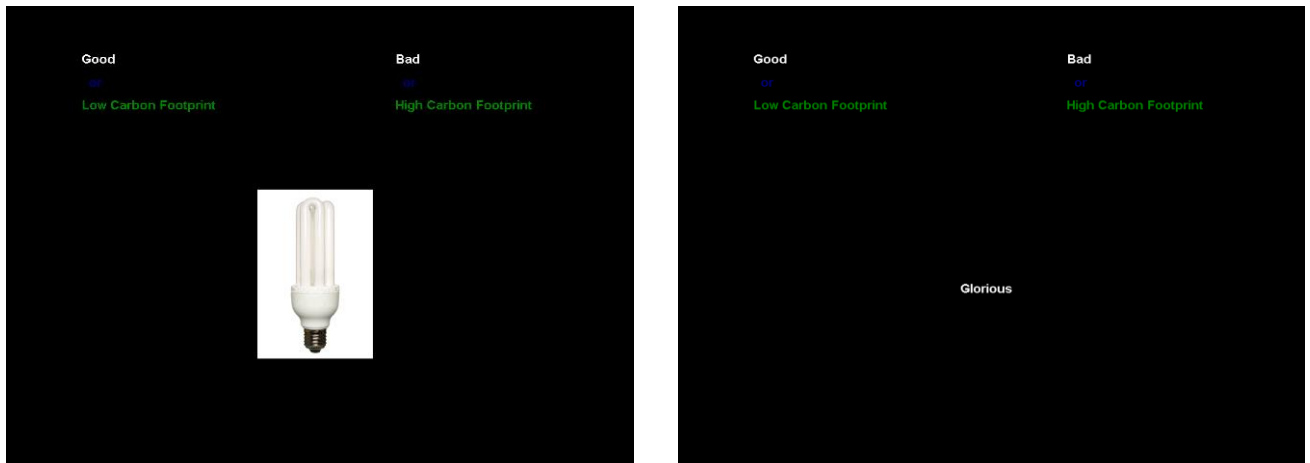 Good
Bad
or
or
Low Carbon Footprint
High Carbon Footprint
Good
Bad
or
or
Low Carbon Footprint
High Carbon Footprint
Glorious